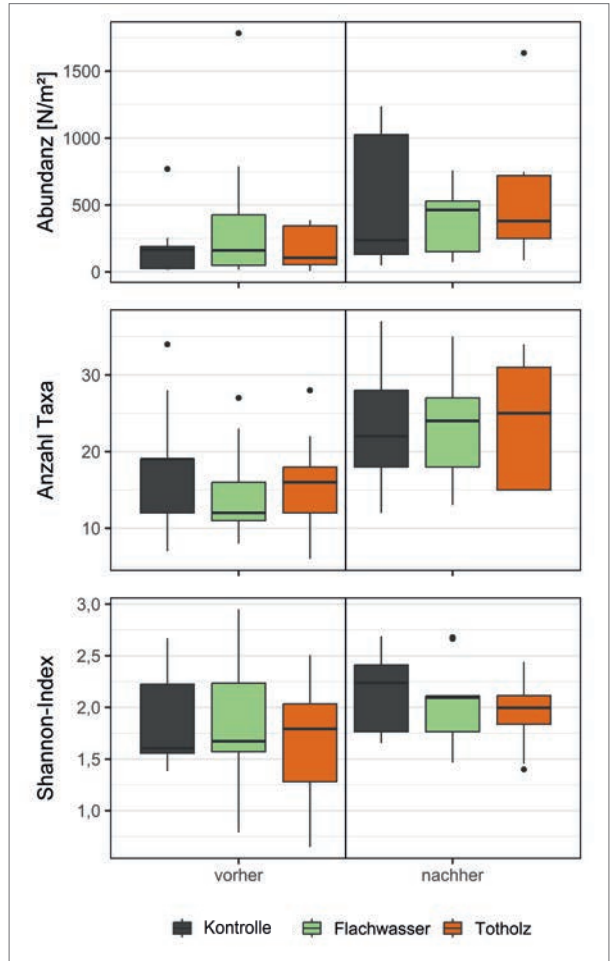 Abundanz [N/m²]
1500
1000
500
0
Anzahl Taxa
30
20
10
Shannon-Index
3,0
2,5
2,0
1,5
1,0
vorher
nachher
Kontrolle
Flachwasser
Totholz